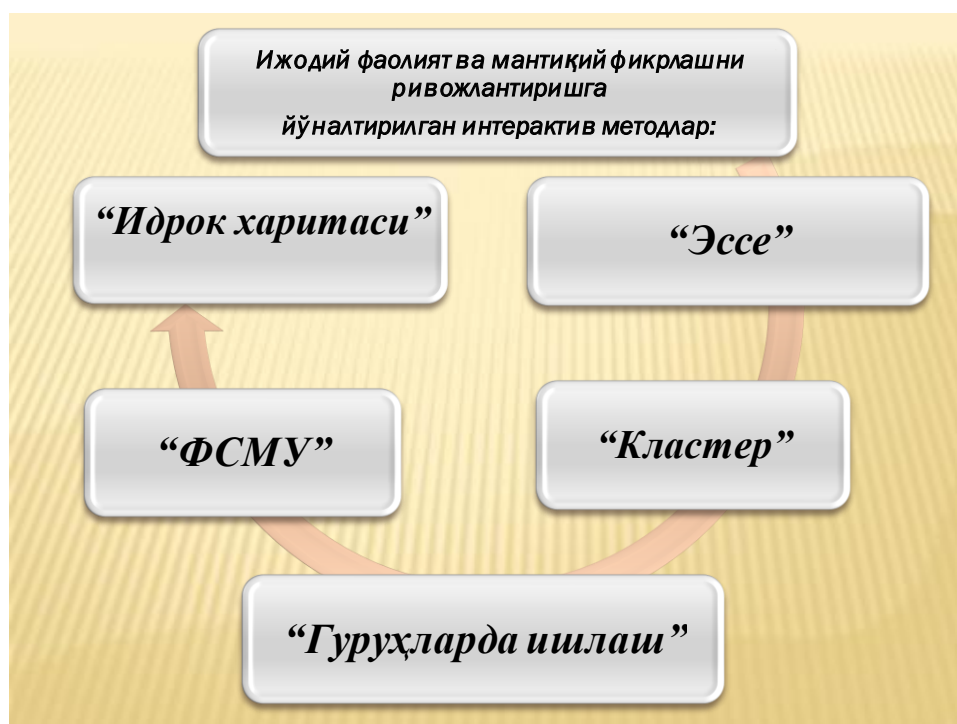 Ижодий фаолият ва мантиқий фикрлашни
ривожлантиришга
йўналтирилган интерактив методлар:
“Эссе”
“Кластер”
“Гуруҳларда ишлаш”
“ФСМУ”
“Идрок харитаси”